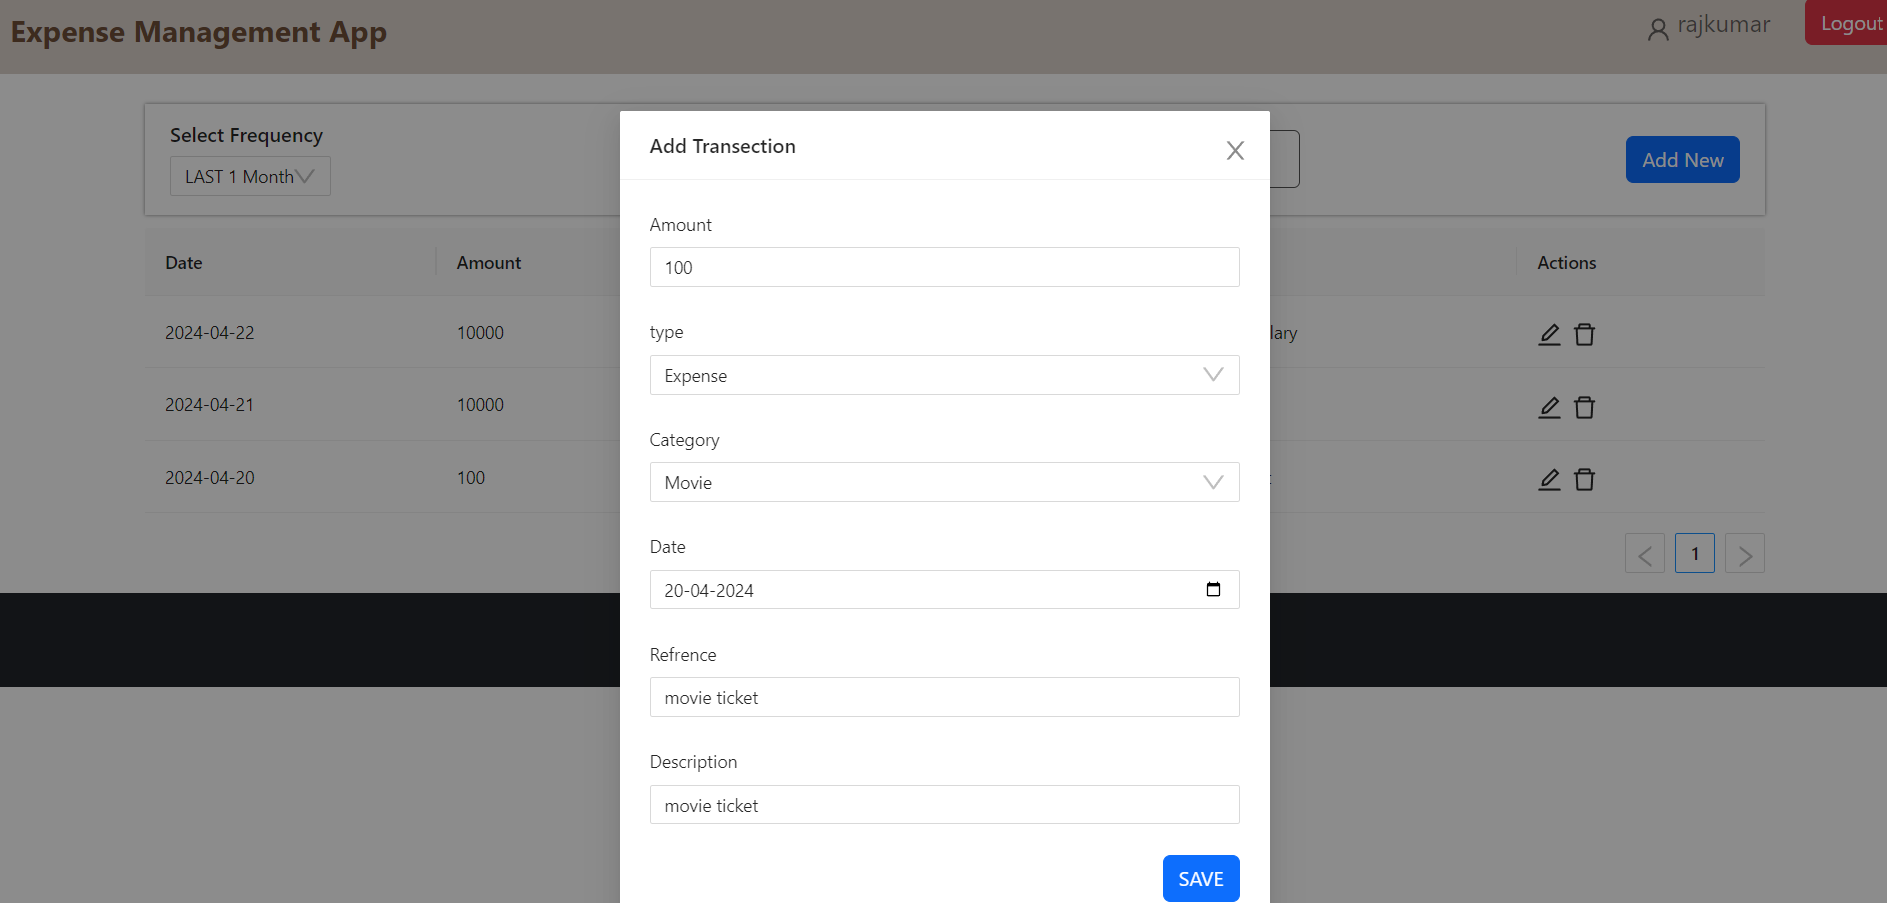 Expense Management App
rajkumar
Logout
Select Frequency
LAST 1 Month
Add New
Date Amount Actions
2024-04-22 10000
2024-04-21 10000
2024-04-20 100
1
Add Transection
Amount
100
type
Expense
Category
Movie
Date
20-04-2024
Refrence
movie ticket
Description
movie ticket
SAVE